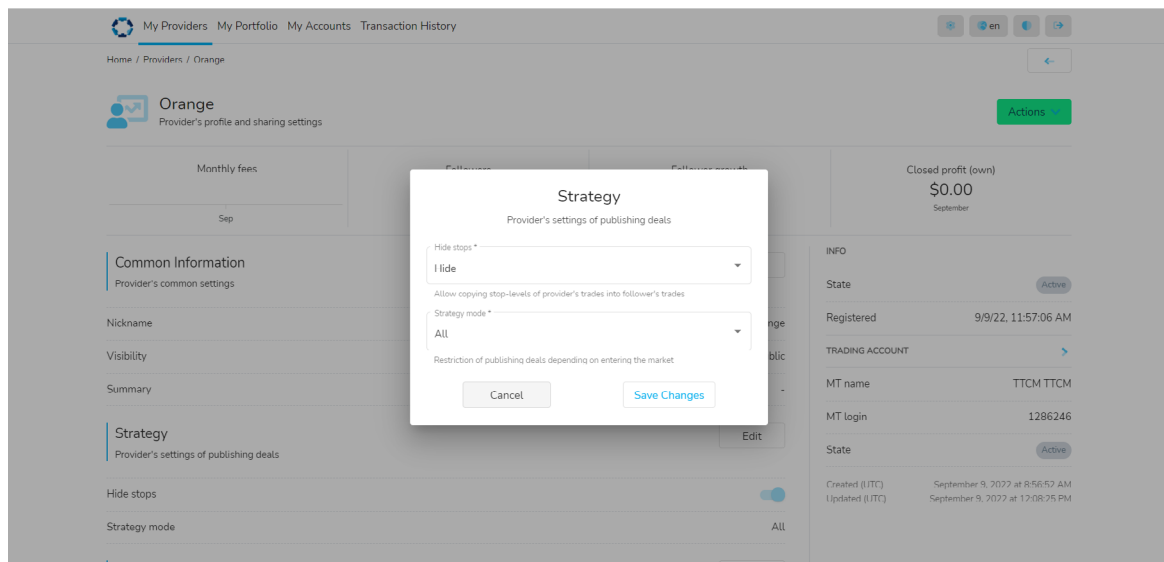 My Providers My Portfolio My Accounts Transaction History
en
Home / Providers / Orange
Orange
Provider's profile and sharing settings
Actions
Monthly fees
Followers
Follower growth
Closed profit (own)
$0.00
September
Sep
Strategy
Provider's settings of publishing deals
Hide stops *
Hide
Allow copying stop-levels of provider's trades into follower's trades
Strategy mode *
All
Restriction of publishing deals depending on entering the market
Cancel
Save Changes
Common Information
Provider's common settings
Nickname
nge
Visibility
blic
Summary
-
Strategy
Edit
Provider's settings of publishing deals
Hide stops
Strategy mode
All
INFO
State
Active
Registered
9/9/22, 11:57:06 AM
TRADING ACCOUNT
MT name
TTCM TTCM
MT login
1286246
State
Active
Created (UTC)
September 9, 2022 at 8:56:52 AM
Updated (UTC)
September 9, 2022 at 12:08:25 PM